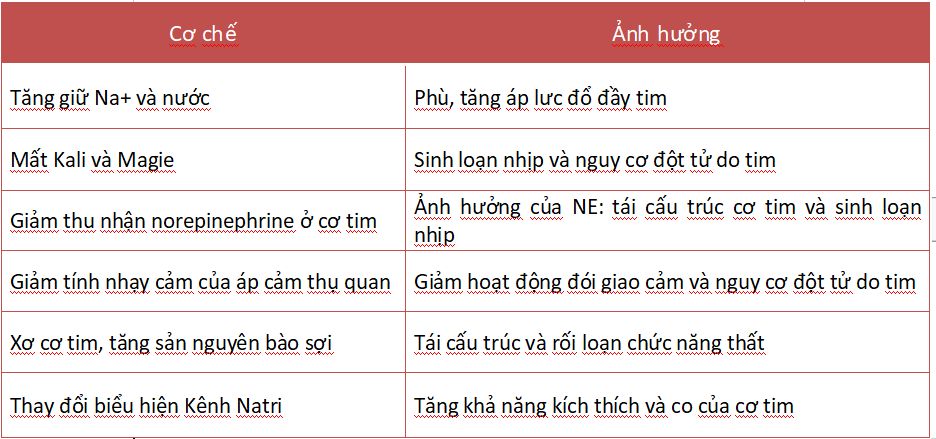 Cơ chế
Ảnh hưởng
Tăng giữ Na+ và nước
Phù, tăng áp lưc đổ đầy tim
Mất Kali và Magie
Sinh loạn nhịp và nguy cơ đột tử do tim
Giảm thu nhận norepinephrine ở cơ tim
Ảnh hưởng của NE: tái cấu trúc cơ tim và sinh loạn
nhịp
Giảm tính nhạy cảm của áp cảm thụ quan
Giảm hoạt động đói giao cảm và nguy cơ đột tử do tim
Xơ cơ tim, tăng sản nguyên bào sợi
Tái cấu trúc và rối loạn chức năng thất
Thay đổi biểu hiện Kênh Natri
Tăng khả năng kích thích và co của cơ tim